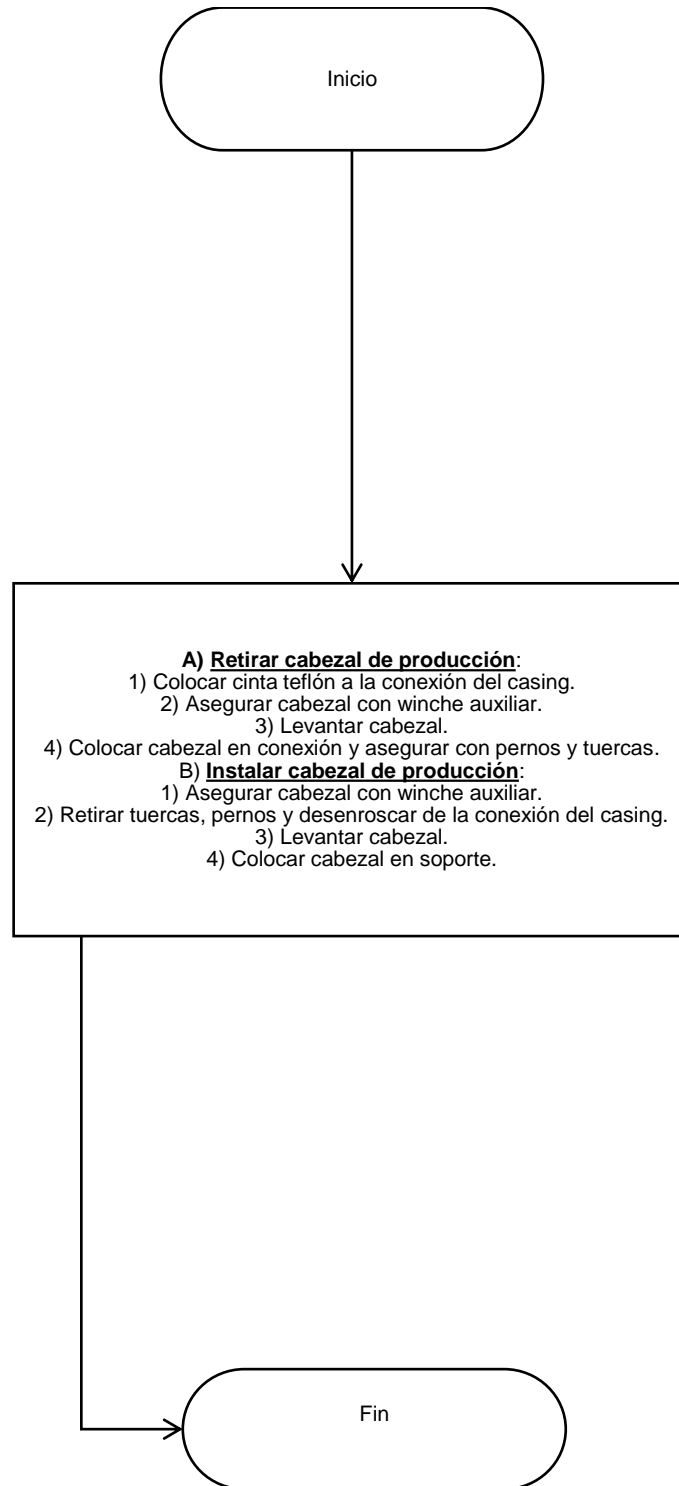 Inicio
A) Retirar cabezal de producción:
1) Colocar cinta teflón a la conexión del casing.
2) Asegurar cabezal con winche auxiliar.
3) Levantar cabezal.
4) Colocar cabezal en conexión y asegurar con pernos y tuercas.
B) Instalar cabezal de producción:
1) Asegurar cabezal con winche auxiliar.
2) Retirar tuercas, pernos y desenroscar de la conexión del casing.
3) Levantar cabezal.
4) Colocar cabezal en soporte.
Fin